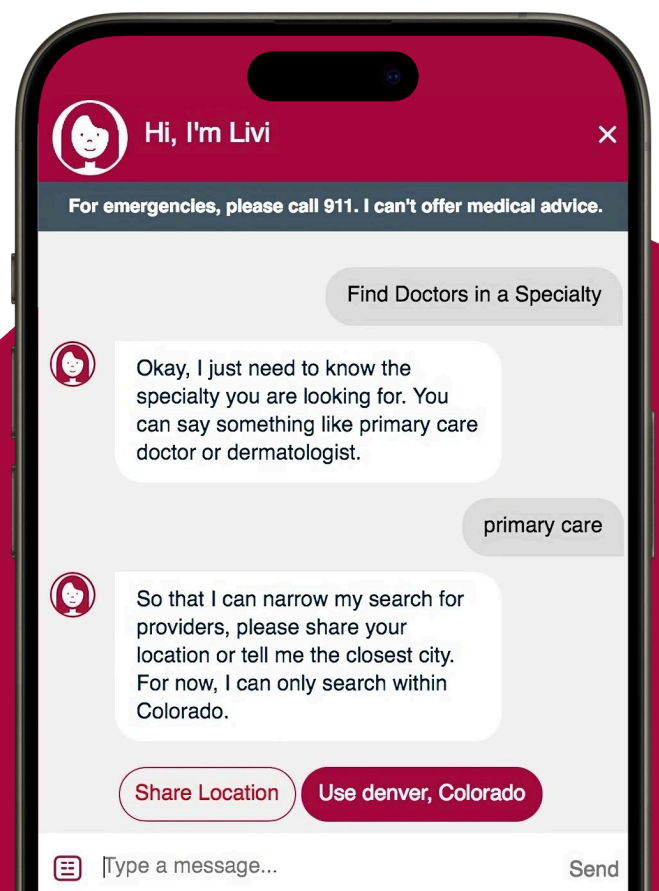 Hi, I'm Livi
For emergencies, please call 911. I can't offer medical advice.
Find Doctors in a Specialty
Okay, I just need to know the
specialty you are looking for. You
can say something like primary care
doctor or dermatologist.
primary care
So that I can narrow my search for
providers, please share your
location or tell me the closest city.
For now, I can only search within
Colorado.
Share Location
Use denver, Colorado
Type a message...
Send